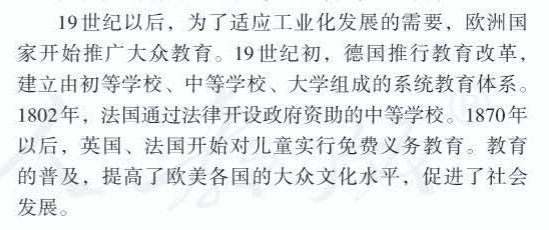 19世纪以后，为了适应工业化发展的需要，欧洲国
家开始推广大众教育。19世纪初，德国推行教育改革，
建立由初等学校、中等学校、大学组成的系统教育体系。
1802年，法国通过法律开设政府资助的中等学校。1870年
以后，英国、法国开始对儿童实行免费义务教育。教育
的普及，提高了欧美各国的大众文化水平，促进了社会
发展。